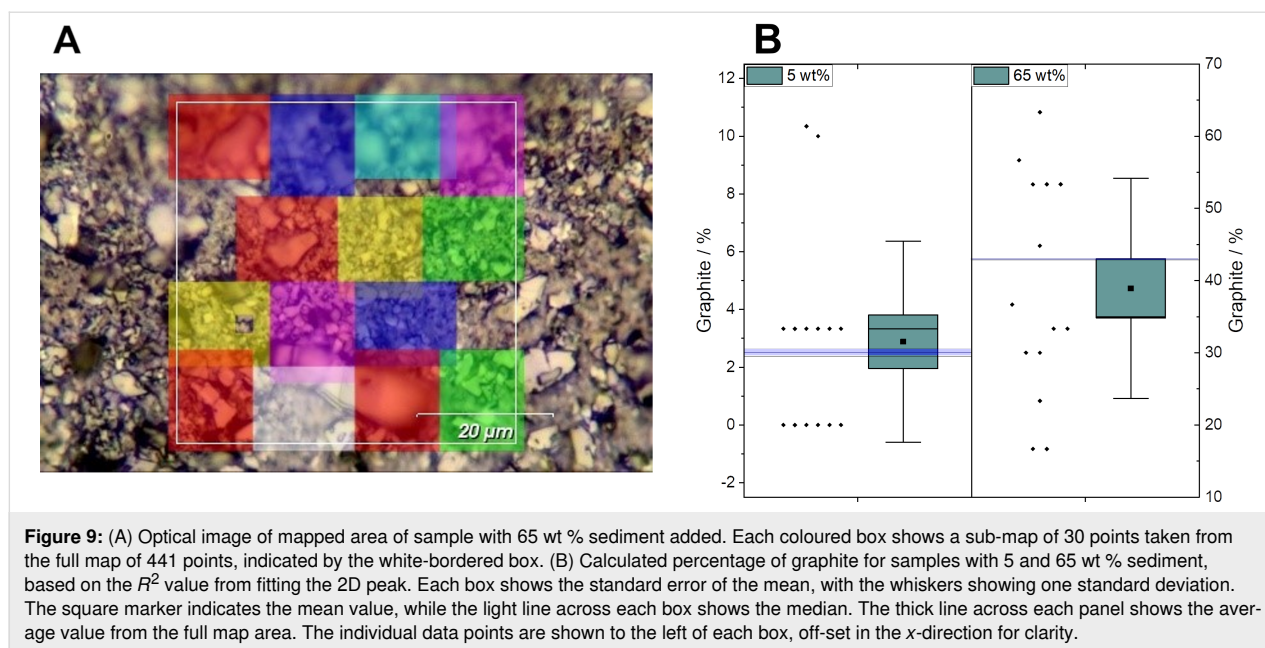 A
B
20 µm
5 wt%
65 wt%
12
10
8
6
4
2
0
-2
Graphite / %
70
60
50
40
30
20
10
Graphite / %
Figure 9: (A) Optical image of mapped area of sample with 65 wt % sediment added. Each coloured box shows a sub-map of 30 points taken from
the full map of 441 points, indicated by the white-bordered box. (B) Calculated percentage of graphite for samples with 5 and 65 wt % sediment,
based on the R² value from fitting the 2D peak. Each box shows the standard error of the mean, with the whiskers showing one standard deviation.
The square marker indicates the mean value, while the light line across each box shows the median. The thick line across each panel shows the aver-
age value from the full map area. The individual data points are shown to the left of each box, off-set in the x-direction for clarity.